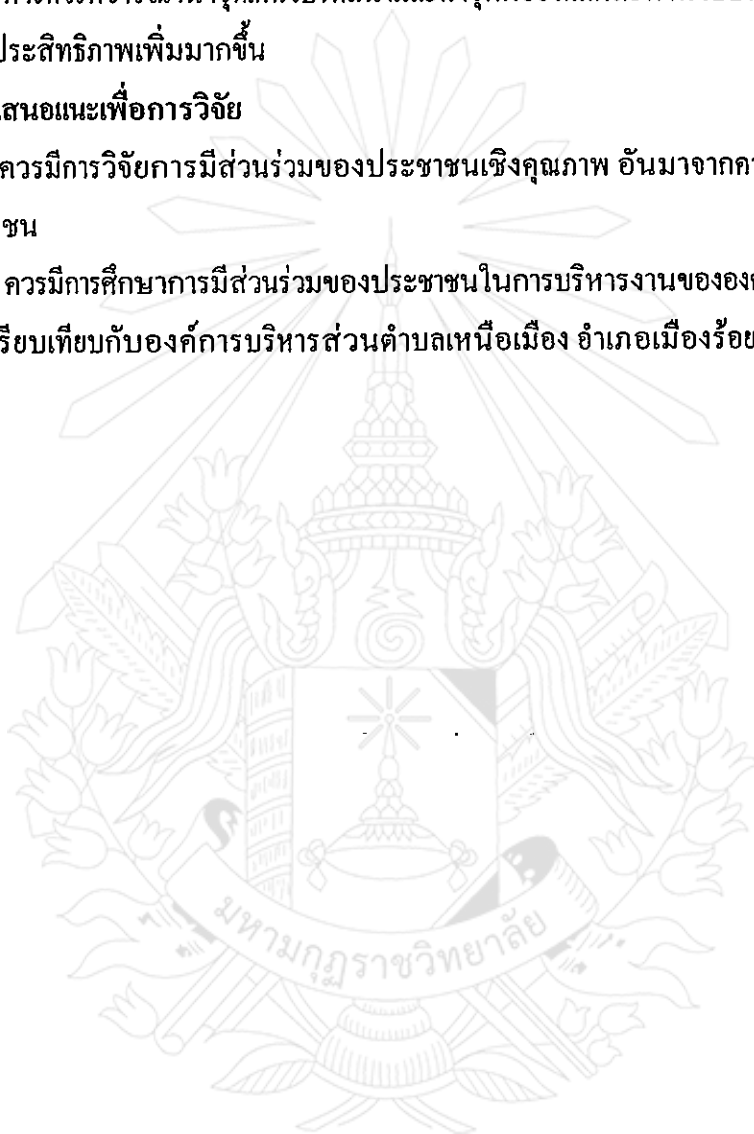 ประสิทธิภาพเพิ่มมากขึ้น
สนอแนะเพื่อการวิจัย
ควรมีการวิจัยการมีส่วนร่วมของประชาชนเชิงคุณภาพ อันมาจากค
ชน
ควรมีการศึกษาการมีส่วนร่วมของประชาชนในการบริหารงานขององค
รียบเทียบกับองค์การบริหารส่วนตำบลเหนือเมือง อำเภอเมืองร้อย
มหามกุฏราชวิทยาลัย